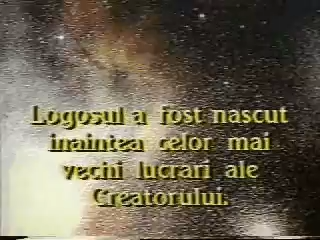 Logosul a fost nascut
inaintea celor mai
vechi lucrari ale
Creatorului.